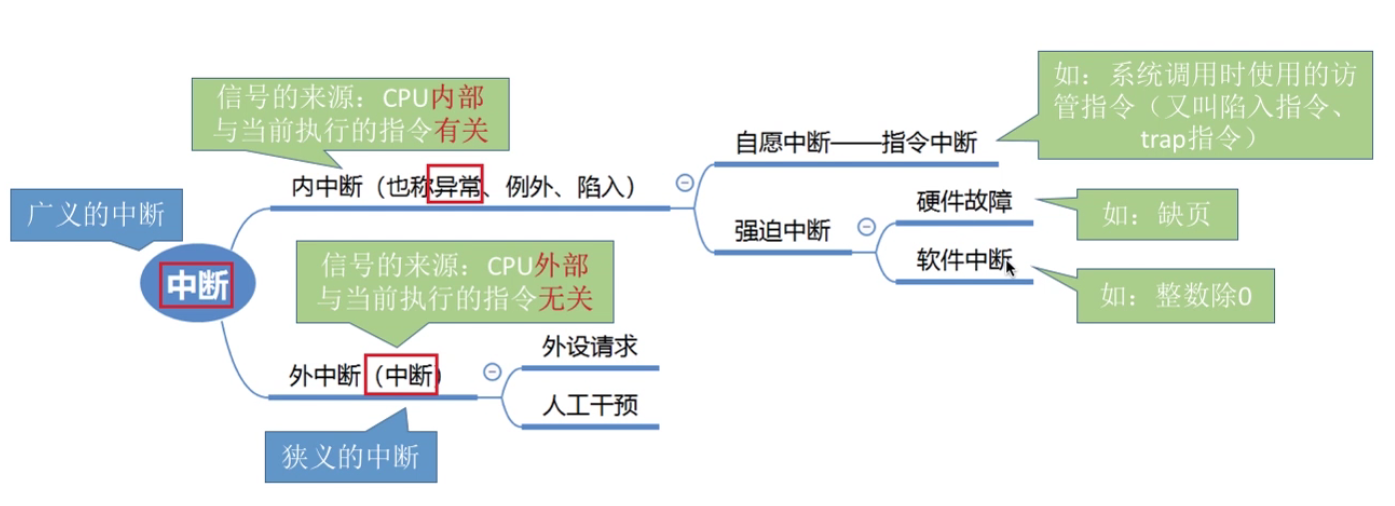 信号的来源：CPU内部
与当前执行的指令有关
如：系统调用时使用的访
管指令（又叫陷入指令、
trap指令）
自愿中断——指令中断
内中断（也称异常、例外、陷入）
广义的中断
硬件故障
如：缺页
强迫中断
软件中断
如：整数除0
中断
信号的来源：CPU外部
与当前执行的指令无关
外设请求
外中断（中断）
人工干预
狭义的中断